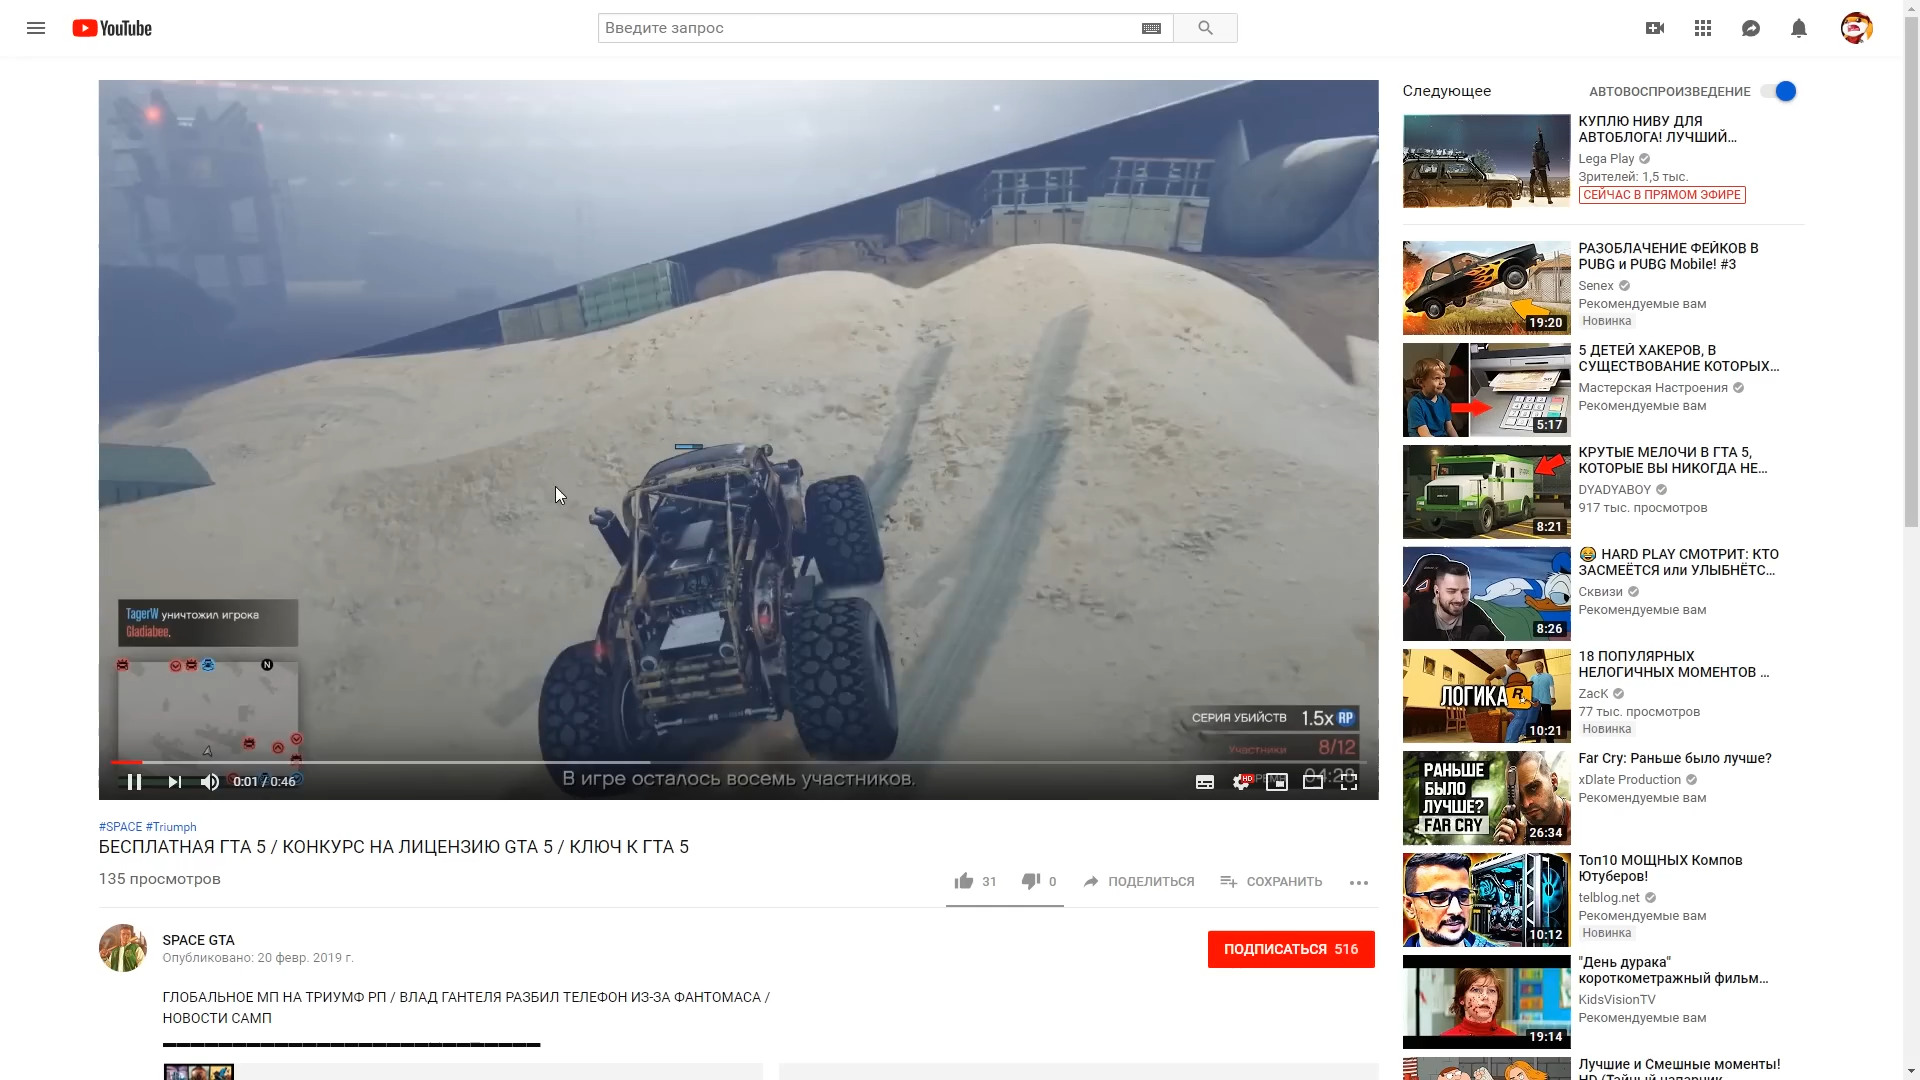 YouTube
Введите запрос
TagerW уничтожил игрока
Gladiabee.
N
СЕРИЯ УБИЙСТВ 1.5x RP
Участники 8/12
04:28
В игре осталось восемь участников.
0:01 / 0:46
HD
#SPACE #Triumph
БЕСПЛАТНАЯ ГТА 5 / КОНКУРС НА ЛИЦЕНЗИЮ GTA 5 / КЛЮЧ К ГТА 5
135 просмотров
31
0
ПОДЕЛИТЬСЯ
СОХРАНИТЬ
SPACE GTA
Опубликовано: 20 февр. 2019 г.
ПОДПИСАТЬСЯ 516
ГЛОБАЛЬНОЕ МП НА ТРИУМФ РП / ВЛАД ГАНТЕЛЯ РАЗБИЛ ТЕЛЕФОН ИЗ-ЗА ФАНТОМАСА /
НОВОСТИ САМП
Следующее
АВТОВОСПРОИЗВЕДЕНИЕ
КУПЛЮ НИВУ ДЛЯ
АВТОБЛОГА! ЛУЧШИЙ...
Lega Play
Зрителей: 1,5 тыс.
СЕЙЧАС В ПРЯМОМ ЭФИРЕ
РАЗОБЛАЧЕНИЕ ФЕЙКОВ В
PUBG и PUBG Mobile! #3
Senex
Рекомендуемые вам
Новинка
19:20
5 ДЕТЕЙ ХАКЕРОВ, В
СУЩЕСТВОВАНИЕ КОТОРЫХ...
Мастерская Настроения
Рекомендуемые вам
5:17
КРУТЫЕ МЕЛОЧИ В ГТА 5,
КОТОРЫЕ ВЫ НИКОГДА НЕ...
DYADYABOY
917 тыс. просмотров
8:21
😂 HARD PLAY СМОТРИТ: КТО
ЗАСМЕЁТСЯ или УЛЫБНЁТС...
Сквизи
Рекомендуемые вам
8:26
18 ПОПУЛЯРНЫХ
НЕЛОГИЧНЫХ МОМЕНТОВ ...
ZacK
77 тыс. просмотров
Новинка
ЛОГИКА
R
10:21
Far Cry: Раньше было лучше?
xDlate Production
Рекомендуемые вам
РАНЬШЕ
БЫЛО
ЛУЧШЕ?
FAR CRY
26:34
Топ10 МОЩНЫХ Компов
Ютуберов!
telblog.net
Рекомендуемые вам
Новинка
10:12
"День дурака"
короткометражный фильм...
KidsVisionTV
Рекомендуемые вам
19:14
Лучшие и Смешные моменты!